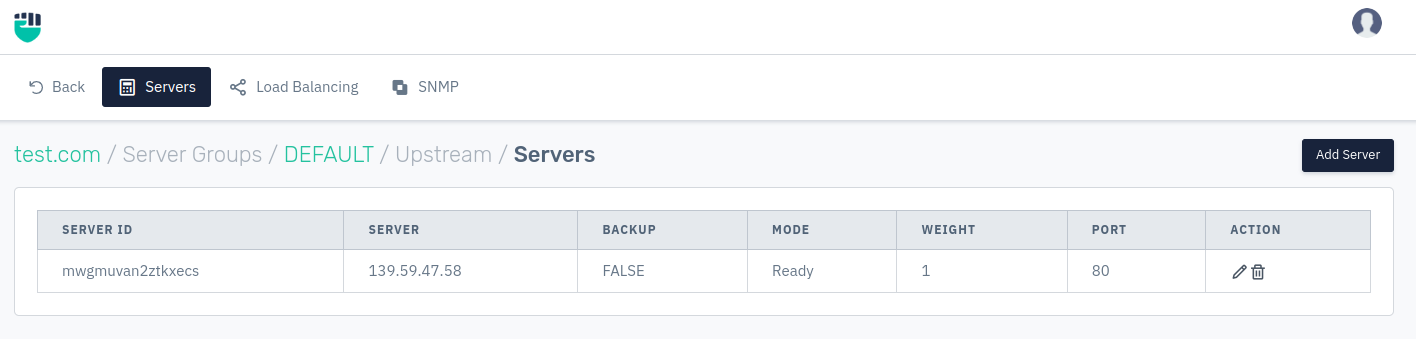 Back Servers Load Balancing SNMP
test.com / Server Groups / DEFAULT / Upstream / Servers Add Server
SERVER ID SERVER BACKUP MODE WEIGHT PORT ACTION
mwgmuvan2ztkxecs 139.59.47.58 FALSE Ready 1 80